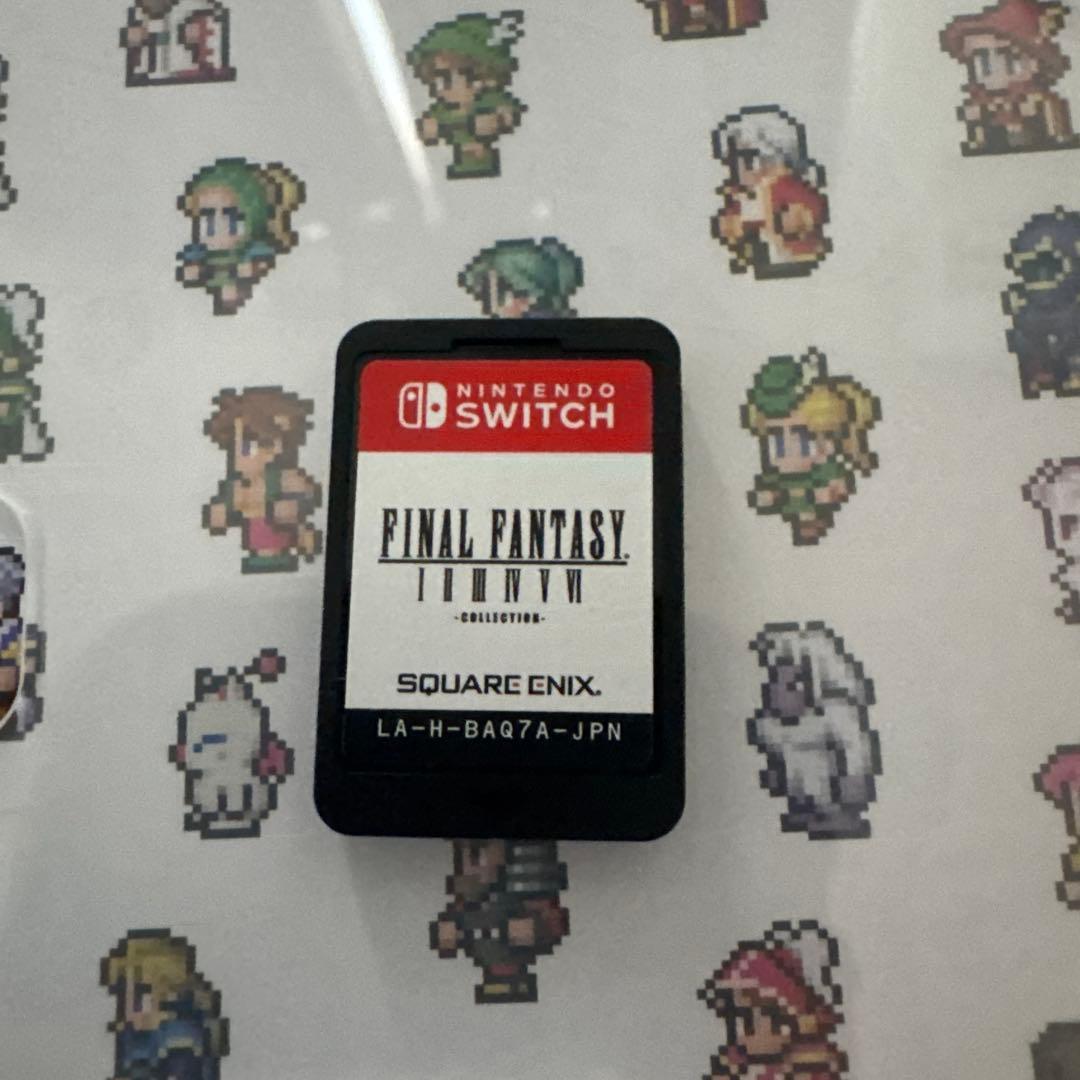 NINTENDO
SWITCH
FINAL FANTASY®
I II III IV V VI
-COLLECTION-
SQUARE ENIX®
LA-H-BAQ7A-JPN